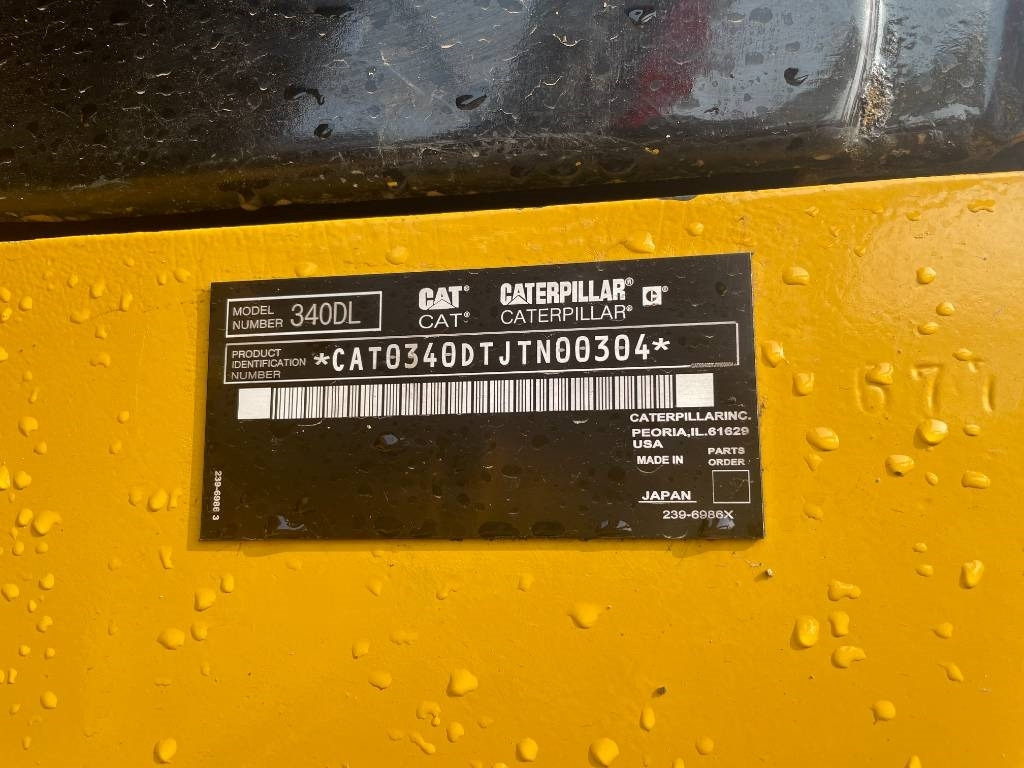 MODEL
NUMBER 340DL
CAT® CATERPILLAR® C®
CAT® CATERPILLAR®
PRODUCT
IDENTIFICATION
NUMBER
*CAT0340DTJTN00304*
CATERPILLAR INC.
PEORIA, IL. 61629
USA
MADE IN
JAPAN
PARTS
ORDER
239-6986X
239-6986 3
677